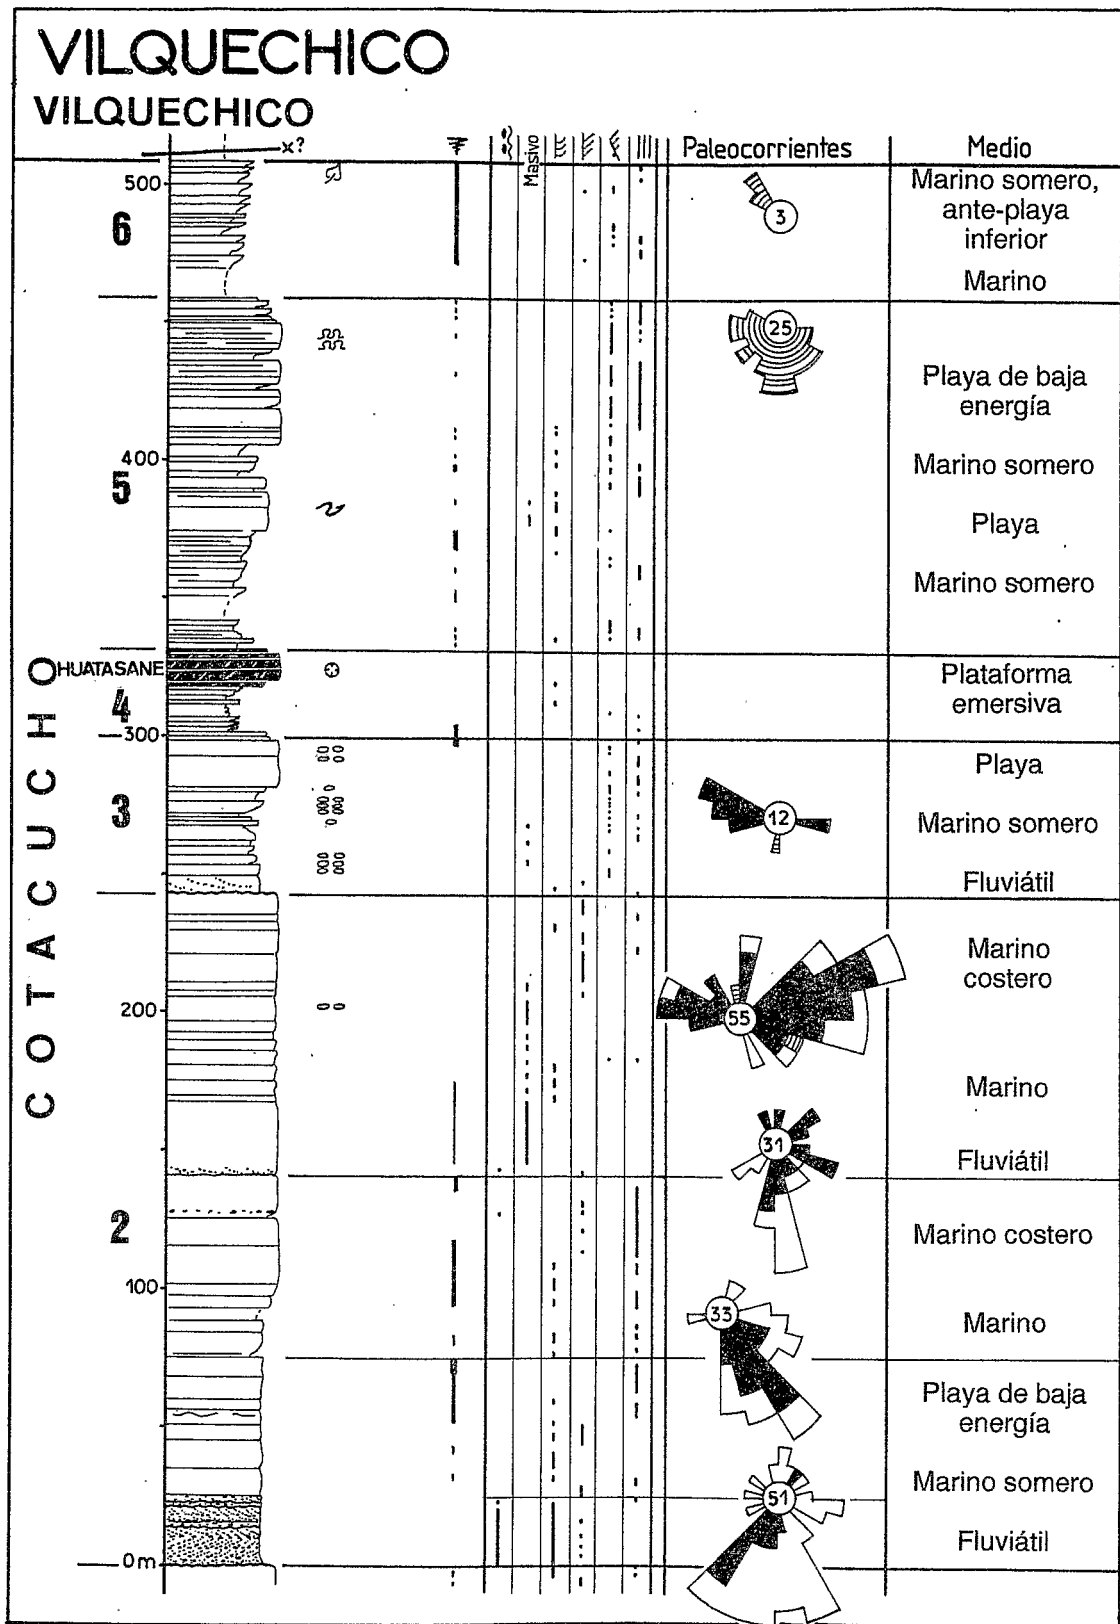 VILQUECHICO
VILQUECHICO
x?
Masivo
Paleocorrientes
Medio
500
6
3
Marino somero,
ante-playa
inferior
Marino
25
Playa de baja
energía
400
5
Marino somero
Playa
Marino somero
COTACUCHO
HUATASANE
4
Plataforma
emersiva
300
3
12
Playa
Marino somero
Fluviátil
Marino
costero
200
55
Marino
31
Fluviátil
2
Marino costero
100
33
Marino
Playa de baja
energía
51
Marino somero
Fluviátil
0m